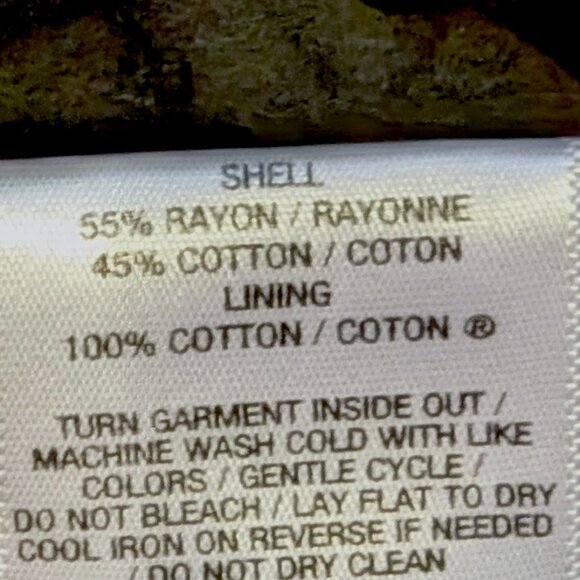 SHELL
55% RAYON / RAYONNE
45% COTTON / COTON
LINING
100% COTTON / COTON ®
TURN GARMENT INSIDE OUT /
MACHINE WASH COLD WITH LIKE
COLORS / GENTLE CYCLE /
DO NOT BLEACH / LAY FLAT TO DRY
COOL IRON ON REVERSE IF NEEDED
/ DO NOT DRY CLEAN